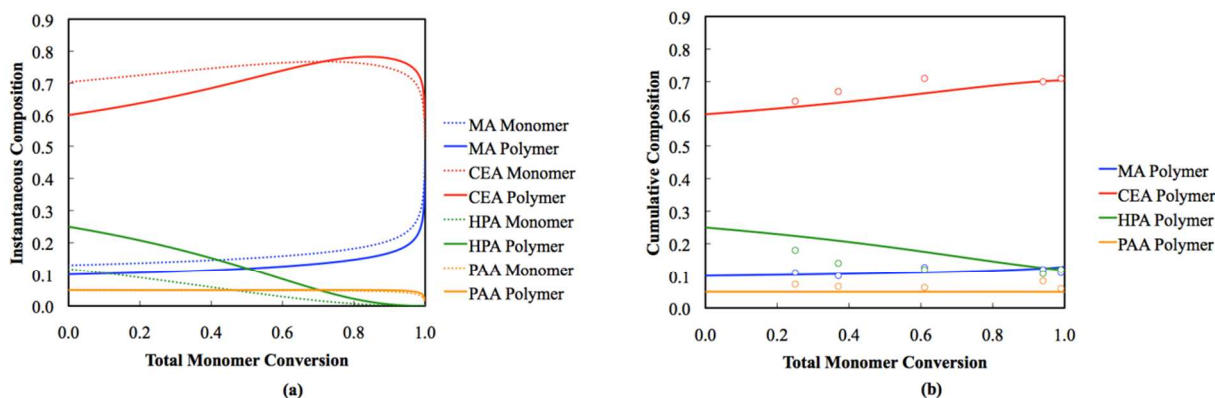 0.9
0.8
0.7
0.6
0.5
0.4
0.3
0.2
0.1
0.0
Instantaneous Composition
0.0 0.2 0.4 0.6 0.8 1.0
Total Monomer Conversion
(a)
MA Monomer
MA Polymer
CEA Monomer
CEA Polymer
HPA Monomer
HPA Polymer
PAA Monomer
PAA Polymer
0.9
0.8
0.7
0.6
0.5
0.4
0.3
0.2
0.1
0.0
Cumulative Composition
0.0 0.2 0.4 0.6 0.8 1.0
Total Monomer Conversion
(b)
MA Polymer
CEA Polymer
HPA Polymer
PAA Polymer